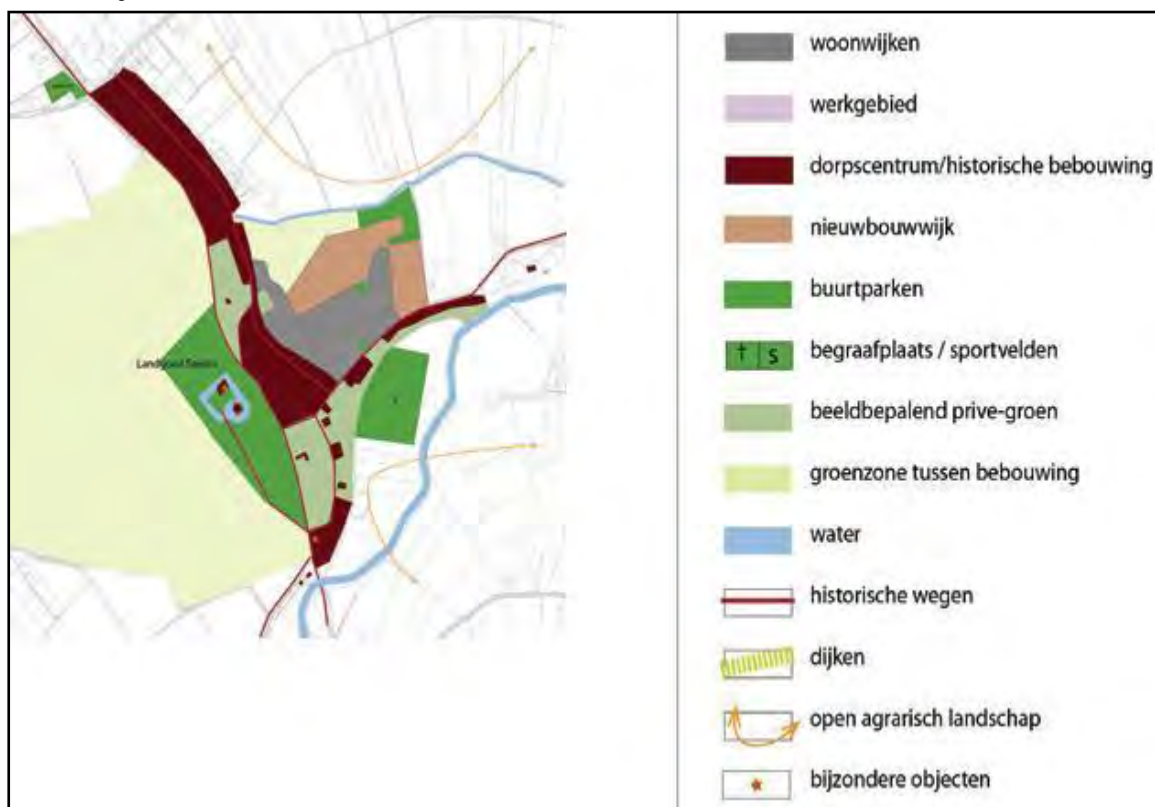 Landgoed
woonwijken
werkgebied
dorpscentrum/historische bebouwing
nieuwbouwwijk
buurtparken
† S
begraafplaats / sportvelden
beeldbepalend prive-groen
groenzone tussen bebouwing
water
historische wegen
dijken
open agrarisch landschap
bijzondere objecten